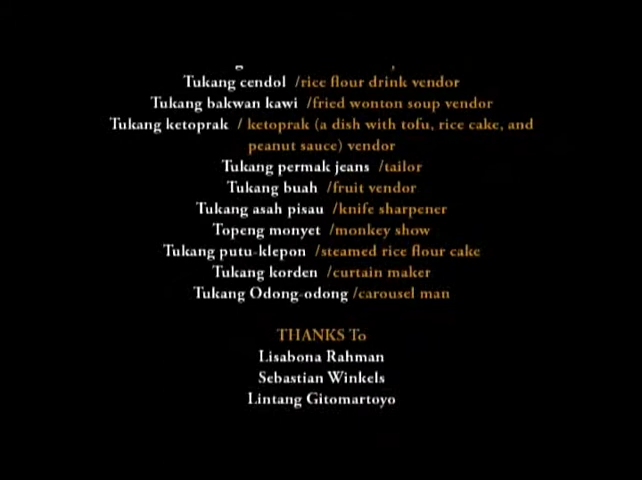 Tukang cendol /rice flour drink vendor
Tukang bakwan kawi /fried wonton soup vendor
Tukang ketoprak / ketoprak (a dish with tofu, rice cake, and
peanut sauce) vendor
Tukang permak jeans /tailor
Tukang buah /fruit vendor
Tukang asah pisau /knife sharpener
Topeng monyet /monkey show
Tukang putu-klepon /steamed rice flour cake
Tukang korden /curtain maker
Tukang Odong-odong /carousel man
THANKS To
Lisabona Rahman
Sebastian Winkels
Lintang Gitomartoyo